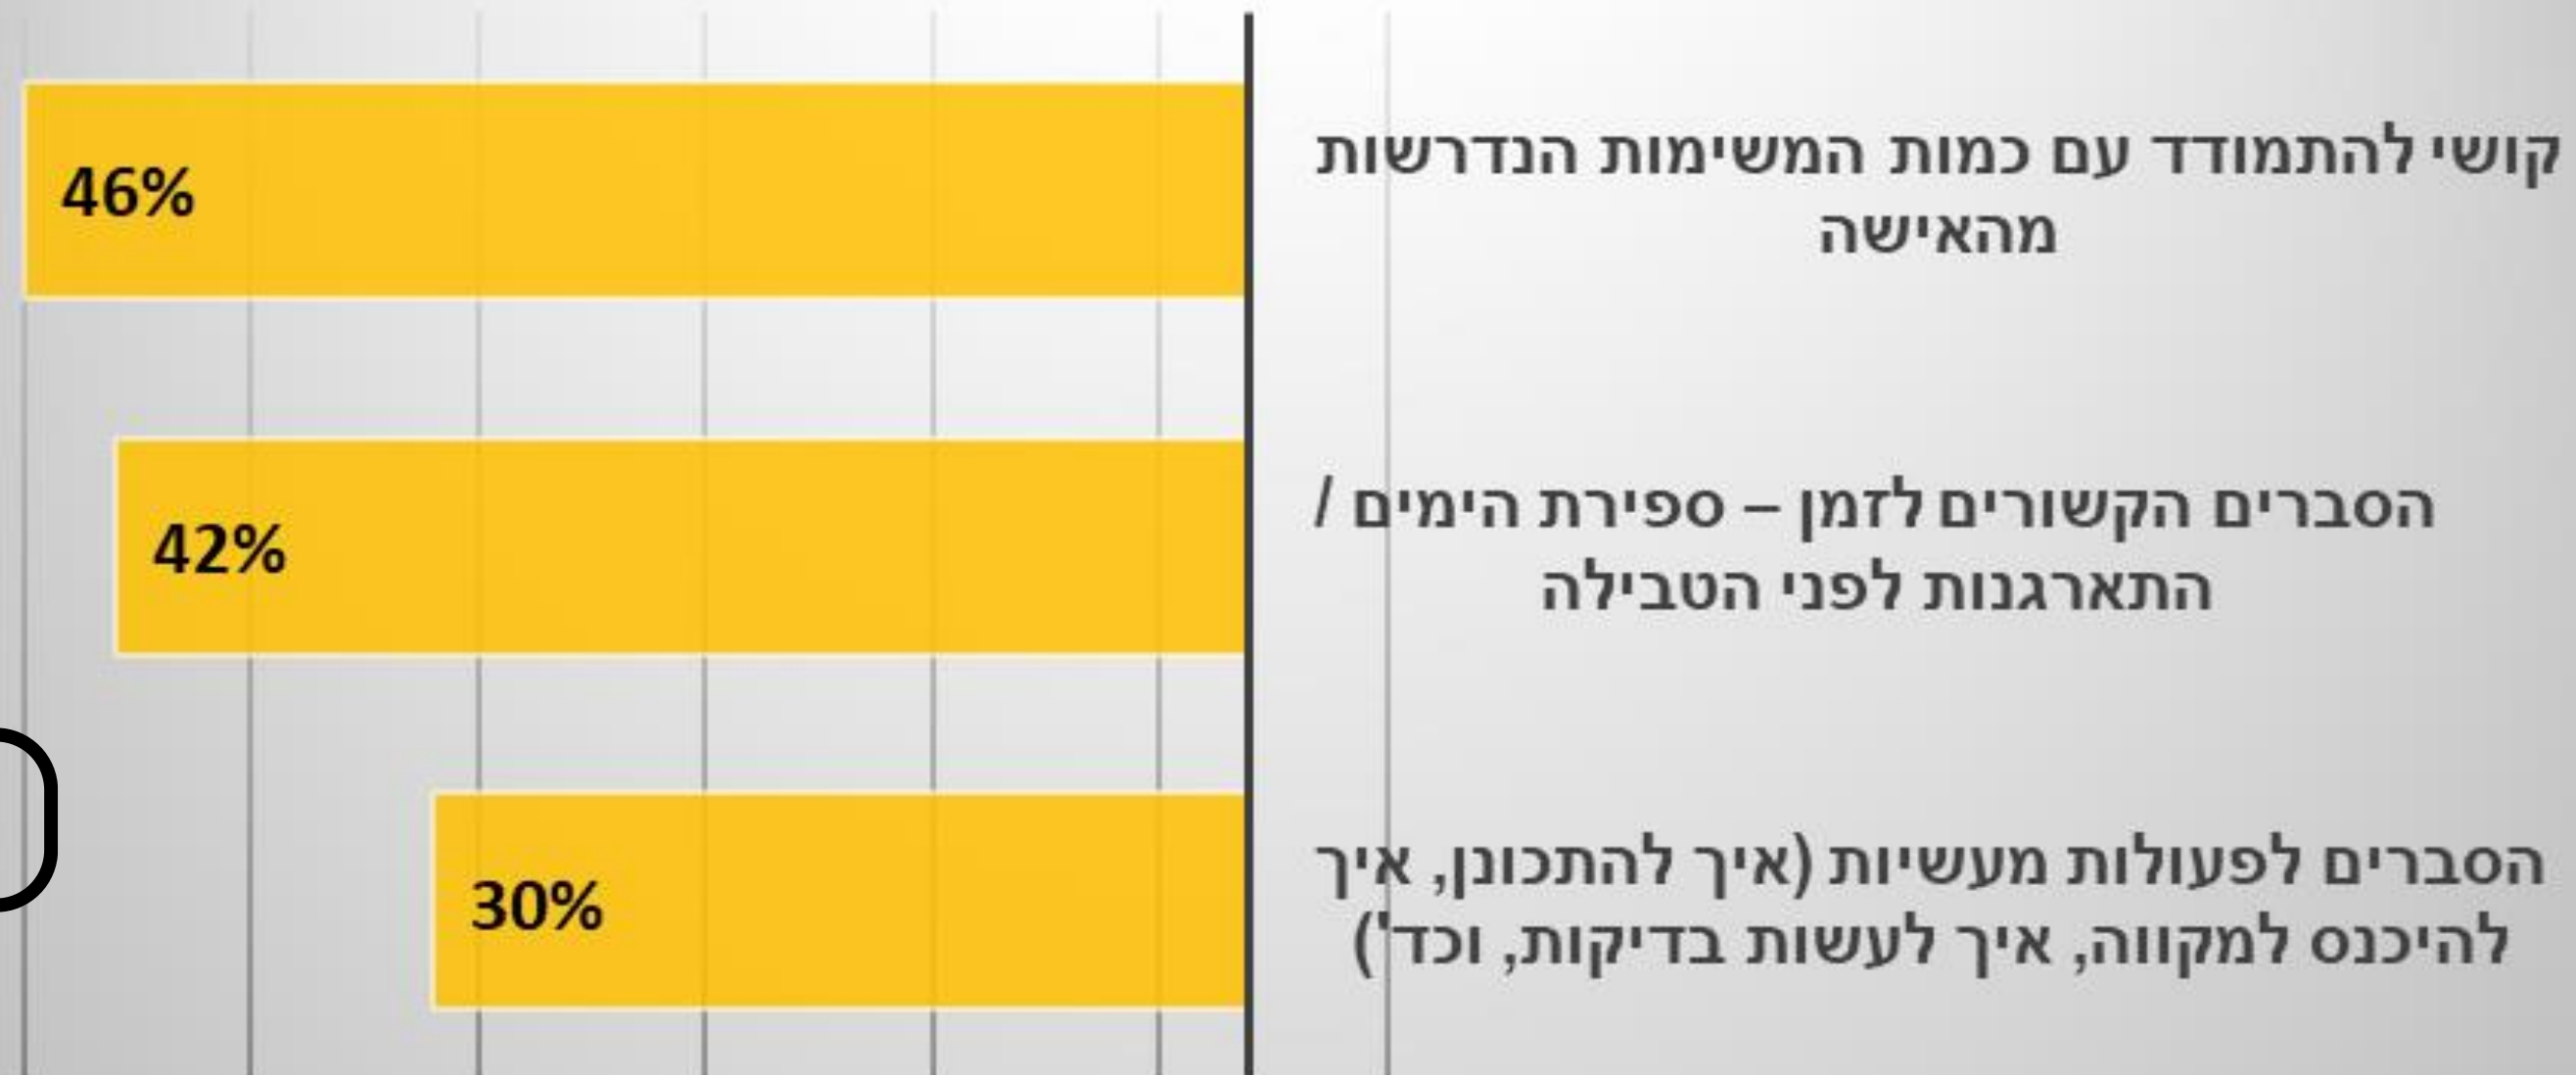 קושי להתמודד עם כמות המשימות הנדרשות
מהאישה
46%
הסברים הקשורים לזמן – ספירת הימים /
התארגנות לפני הטבילה
42%
הסברים לפעולות מעשיות (איך להתכונן, איך
להיכנס למקווה, איך לעשות בדיקות, וכד')
30%